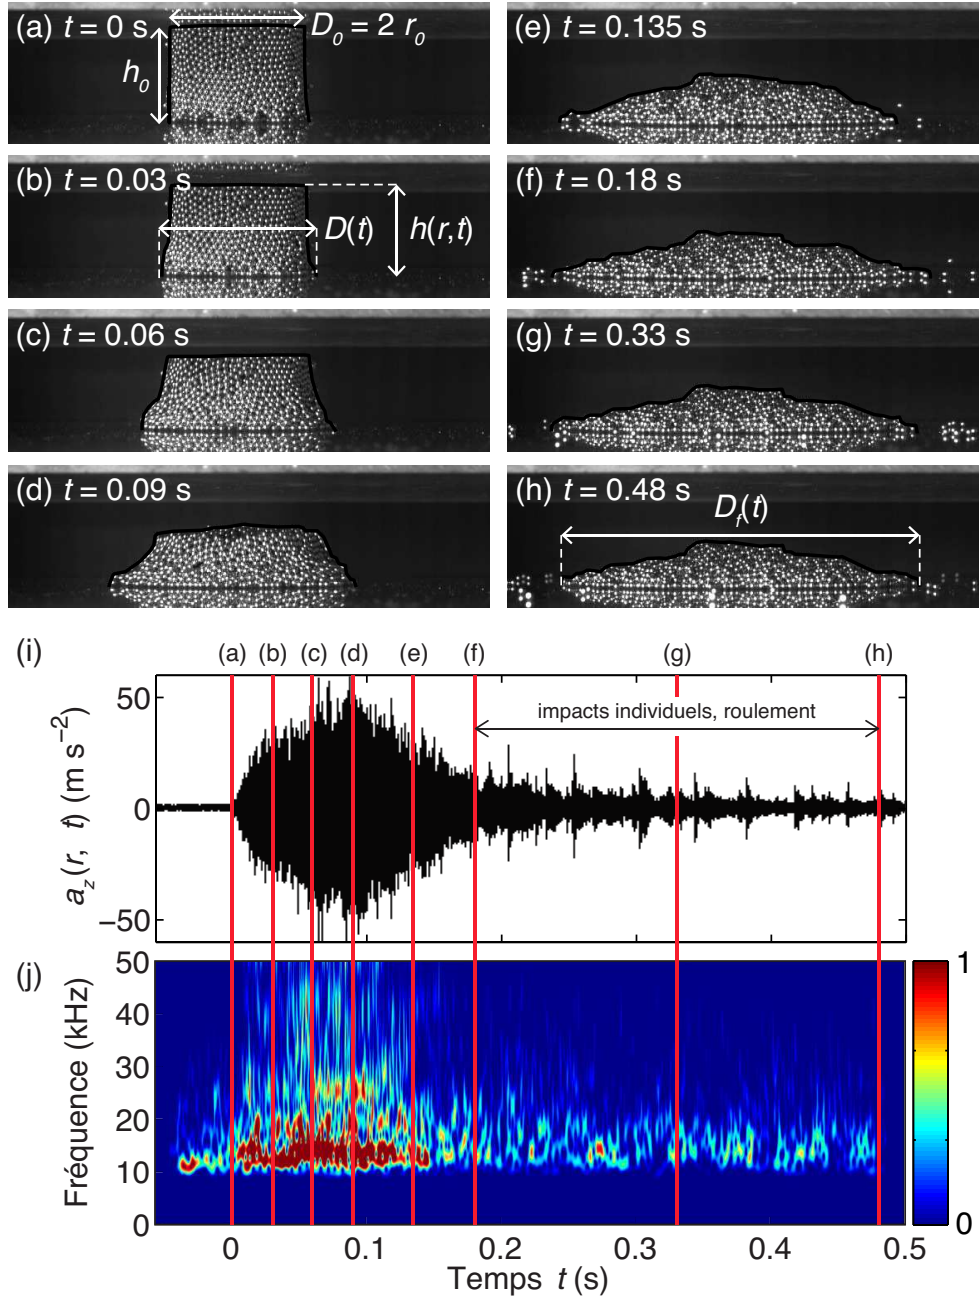 (a) t = 0 s
D₀ = 2 r₀
h₀
(b) t = 0.03 s
D(t)
h(r,t)
(c) t = 0.06 s
(d) t = 0.09 s
(e) t = 0.135 s
(f) t = 0.18 s
(g) t = 0.33 s
(h) t = 0.48 s
D_f(t)
(i)
(a) (b) (c) (d) (e) (f) (g) (h)
impacts individuels, roulement
a_z(r, t) (m s⁻²)
50
0
−50
(j)
Fréquence (kHz)
50
40
30
20
10
0
1
0
0 0.1 0.2 0.3 0.4 0.5
Temps t (s)